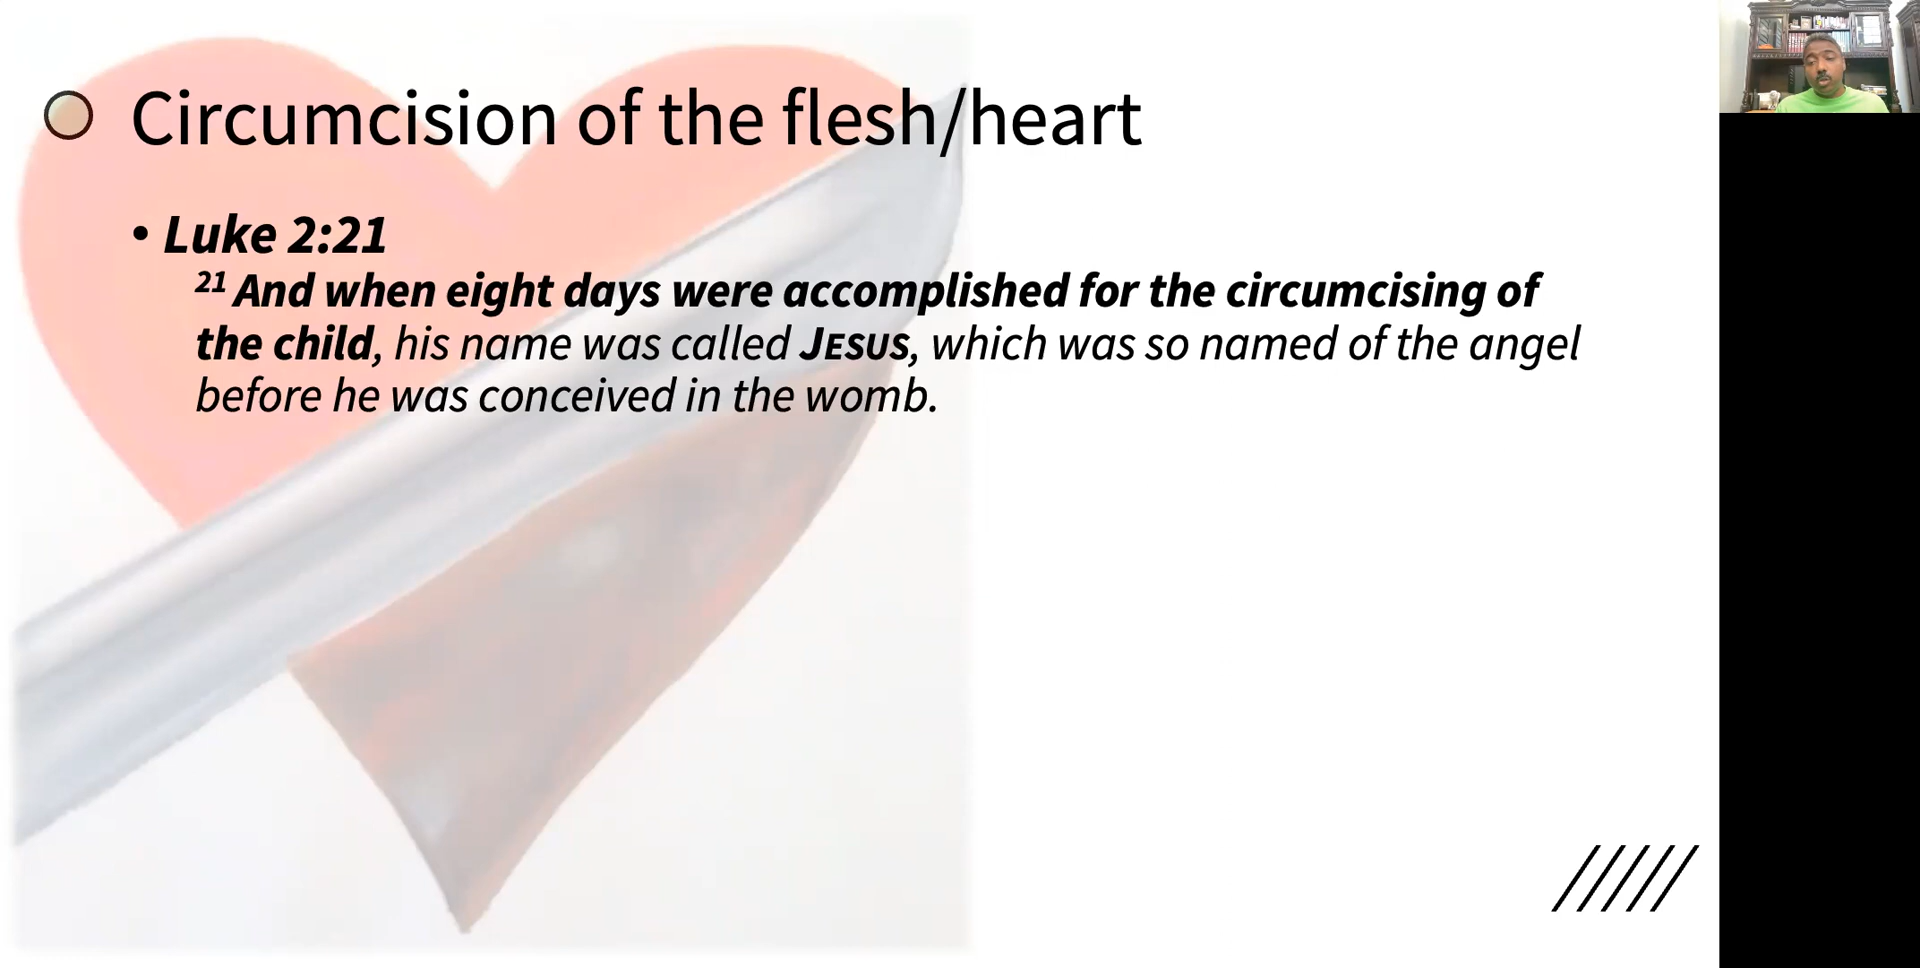 Circumcision of the flesh/heart
• Luke 2:21
21 And when eight days were accomplished for the circumcising of
the child, his name was called JESUS, which was so named of the angel
before he was conceived in the womb.